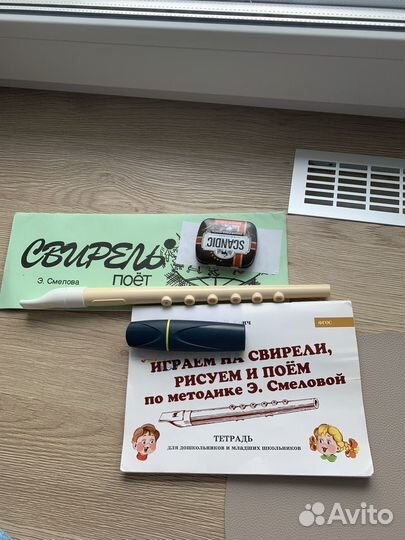 СВИРЕЛЬ
поёт
Э. Смелова
SCANDIC
ФГОС
ИГРАЕМ НА СВИРЕЛИ,
РИСУЕМ И ПОЁМ
по методике Э. Смеловой
ТЕТРАДЬ
для дошкольников и младших школьников
Avito